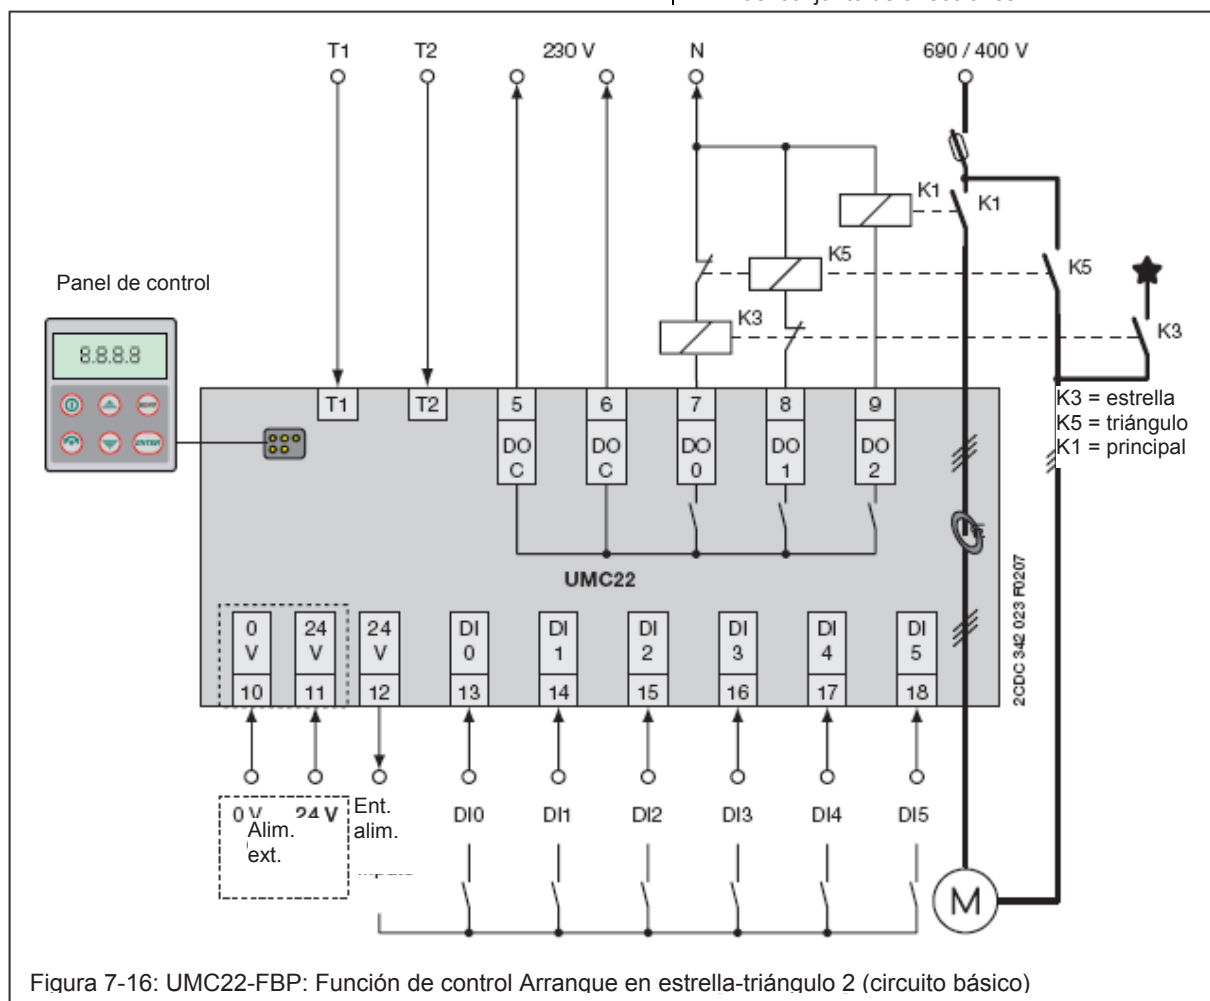 T1 T2 230 V N 690 / 400 V
K1
K1
K5
K5
Panel de control
K3
K3
8.8.8.8
ENTER
T1 T2 5 6 7 8 9
DO C DO C DO 0 DO 1 DO 2
K3 = estrella
K5 = triángulo
K1 = principal
UMC22
2CDC 342 023 F0207
0 V 24 V 24 V DI 0 DI 1 DI 2 DI 3 DI 4 DI 5
10 11 12 13 14 15 16 17 18
0 V 24 V
Alim.
ext.
Ent.
alim.
DI0 DI1 DI2 DI3 DI4 DI5
M
Figura 7-16: UMC22-FBP: Función de control Arranque en estrella-triángulo 2 (circuito básico)